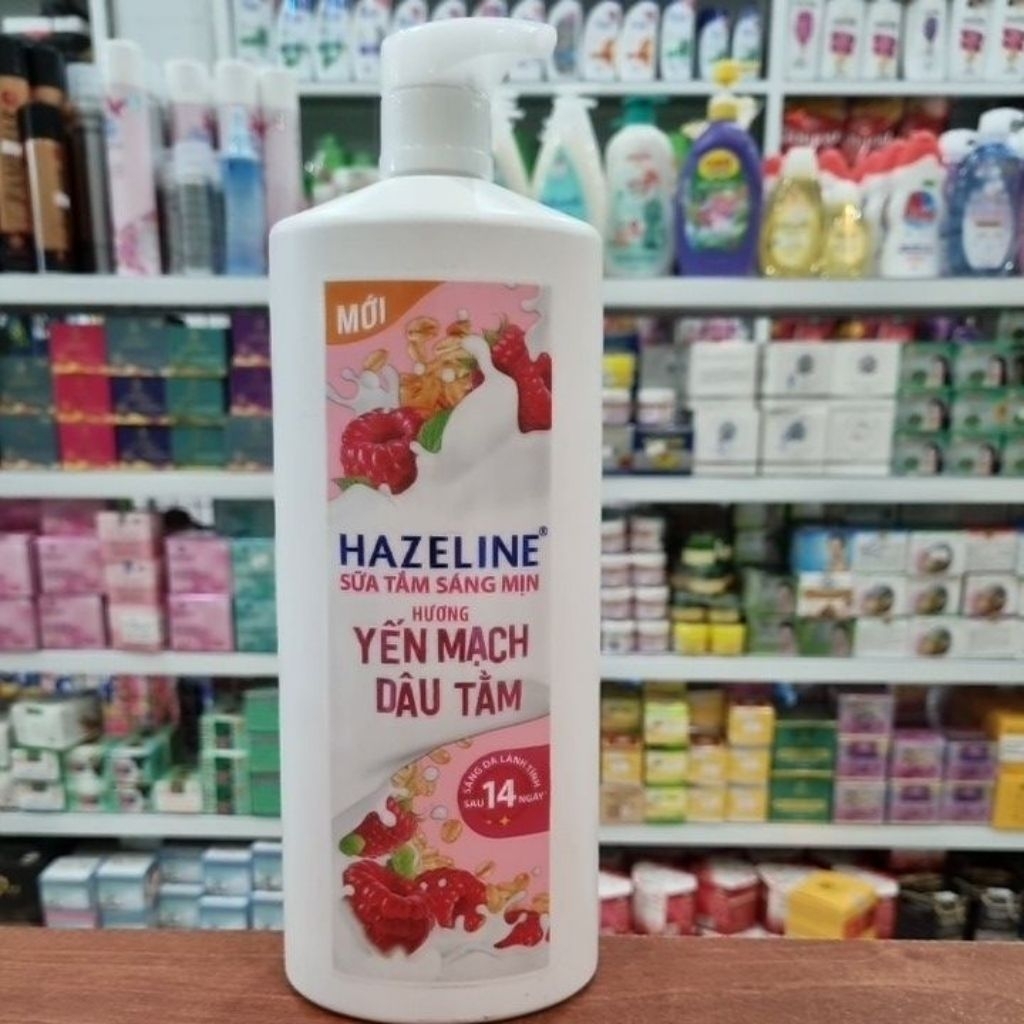 MỚI
HAZELINE®
SỮA TẮM SÁNG MỊN
HƯƠNG
YẾN MẠCH
DÂU TẰM
SÁNG DA LÀNH TÍNH
SAU 14 NGÀY